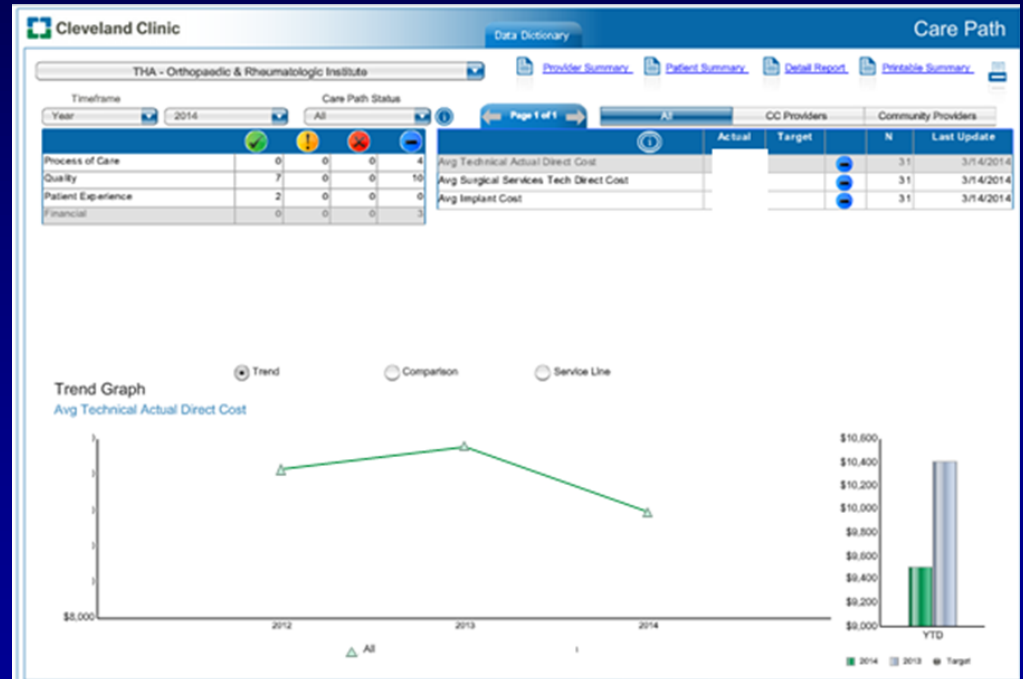 Cleveland Clinic
Data Dictionary
Care Path
THA - Orthopaedic & Rheumatologic Institute
Provider Summary
Patient Summary
Detail Report
Printable Summary
Timeframe
Care Path Status
Year
2014
All
Page 1 of 1
All
CC Providers
Community Providers
Actual Target N Last Update
Process of Care 0 0 0 4
Quality 7 0 0 10
Patient Experience 2 0 0 0
Financial 0 0 0 3
Avg Technical Actual Direct Cost 31 3/14/2014
Avg Surgical Services Tech Direct Cost 31 3/14/2014
Avg Implant Cost 31 3/14/2014
Trend
Comparison
Service Line
Trend Graph
Avg Technical Actual Direct Cost
$8,000
2012
2013
2014
All
$10,600
$10,400
$10,200
$10,000
$9,800
$9,600
$9,400
$9,200
$9,000
YTD
2014 2013 Target